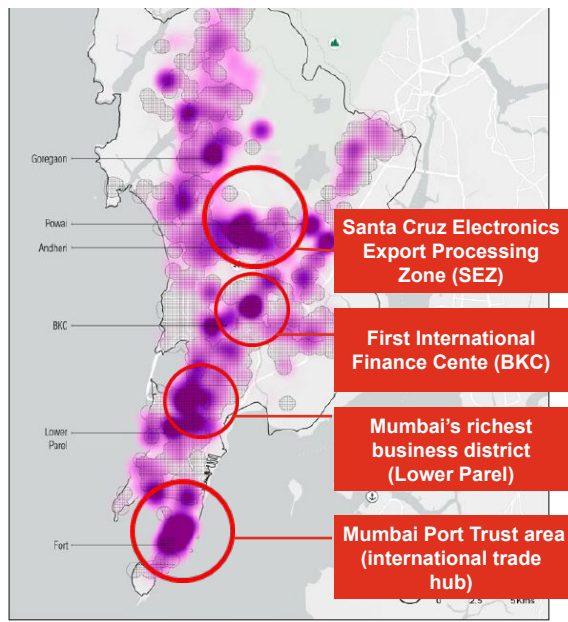 Goregaon
Powai
Andheri
BKC
Lower
Parel
Fort
Santa Cruz Electronics
Export Processing
Zone (SEZ)
First International
Finance Cente (BKC)
Mumbai's richest
business district
(Lower Parel)
Mumbai Port Trust area
(international trade
hub)
0 2.5 5Kms